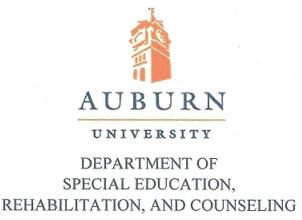 AUBURN
UNIVERSITY
DEPARTMENT OF
SPECIAL EDUCATION,
REHABILITATION, AND COUNSELING